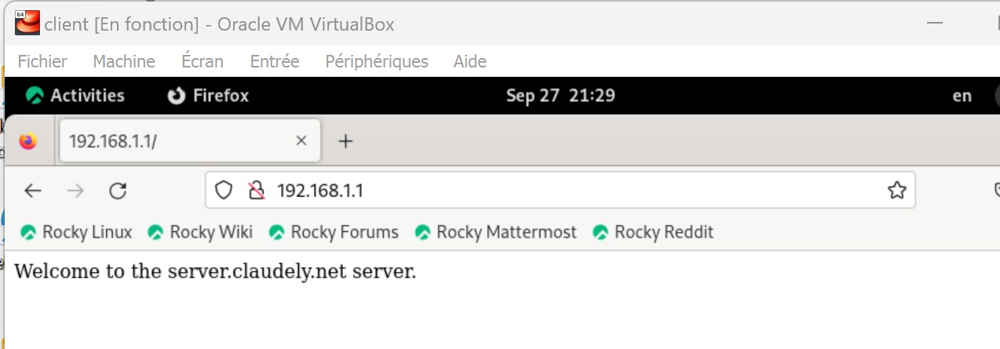 64
client [En fonction] - Oracle VM VirtualBox
Fichier Machine Écran Entrée Périphériques Aide
Activities Firefox Sep 27 21:29 en
192.168.1.1/
192.168.1.1
Rocky Linux Rocky Wiki Rocky Forums Rocky Mattermost Rocky Reddit
Welcome to the server.claudely.net server.